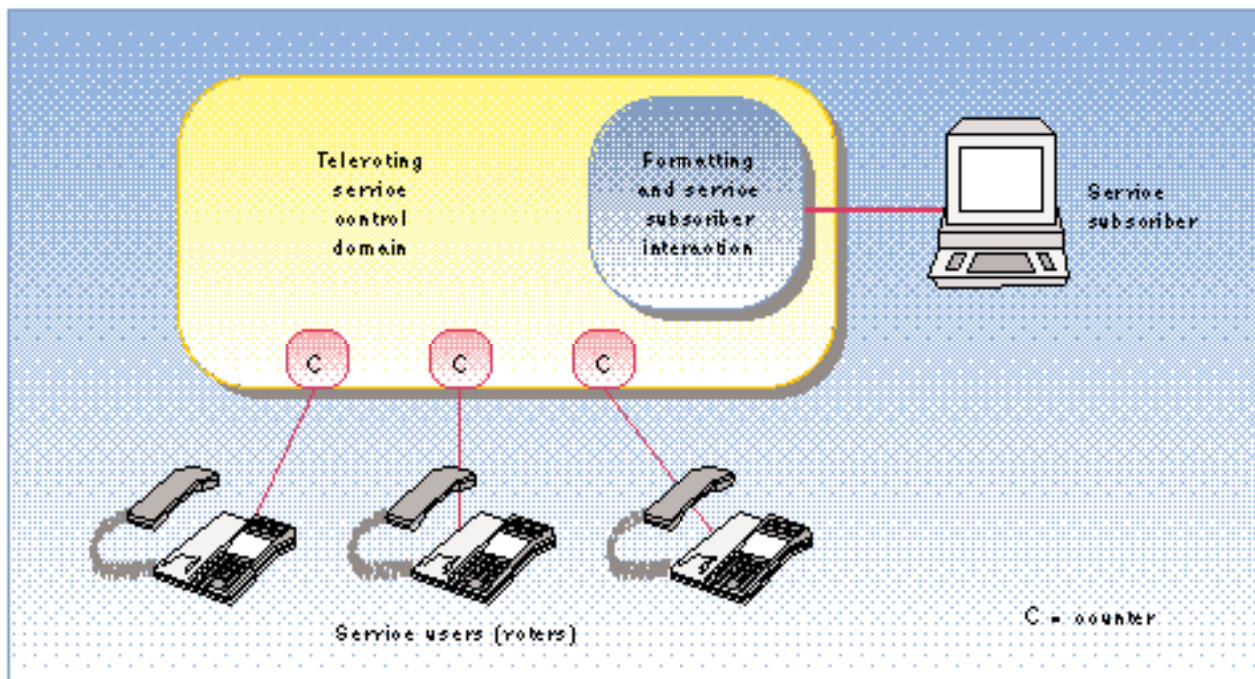 Televoting
service
control
domain
Formatting
and service
subscriber
interaction
Service
subscriber
C
C
C
Service users (voters)
C = counter